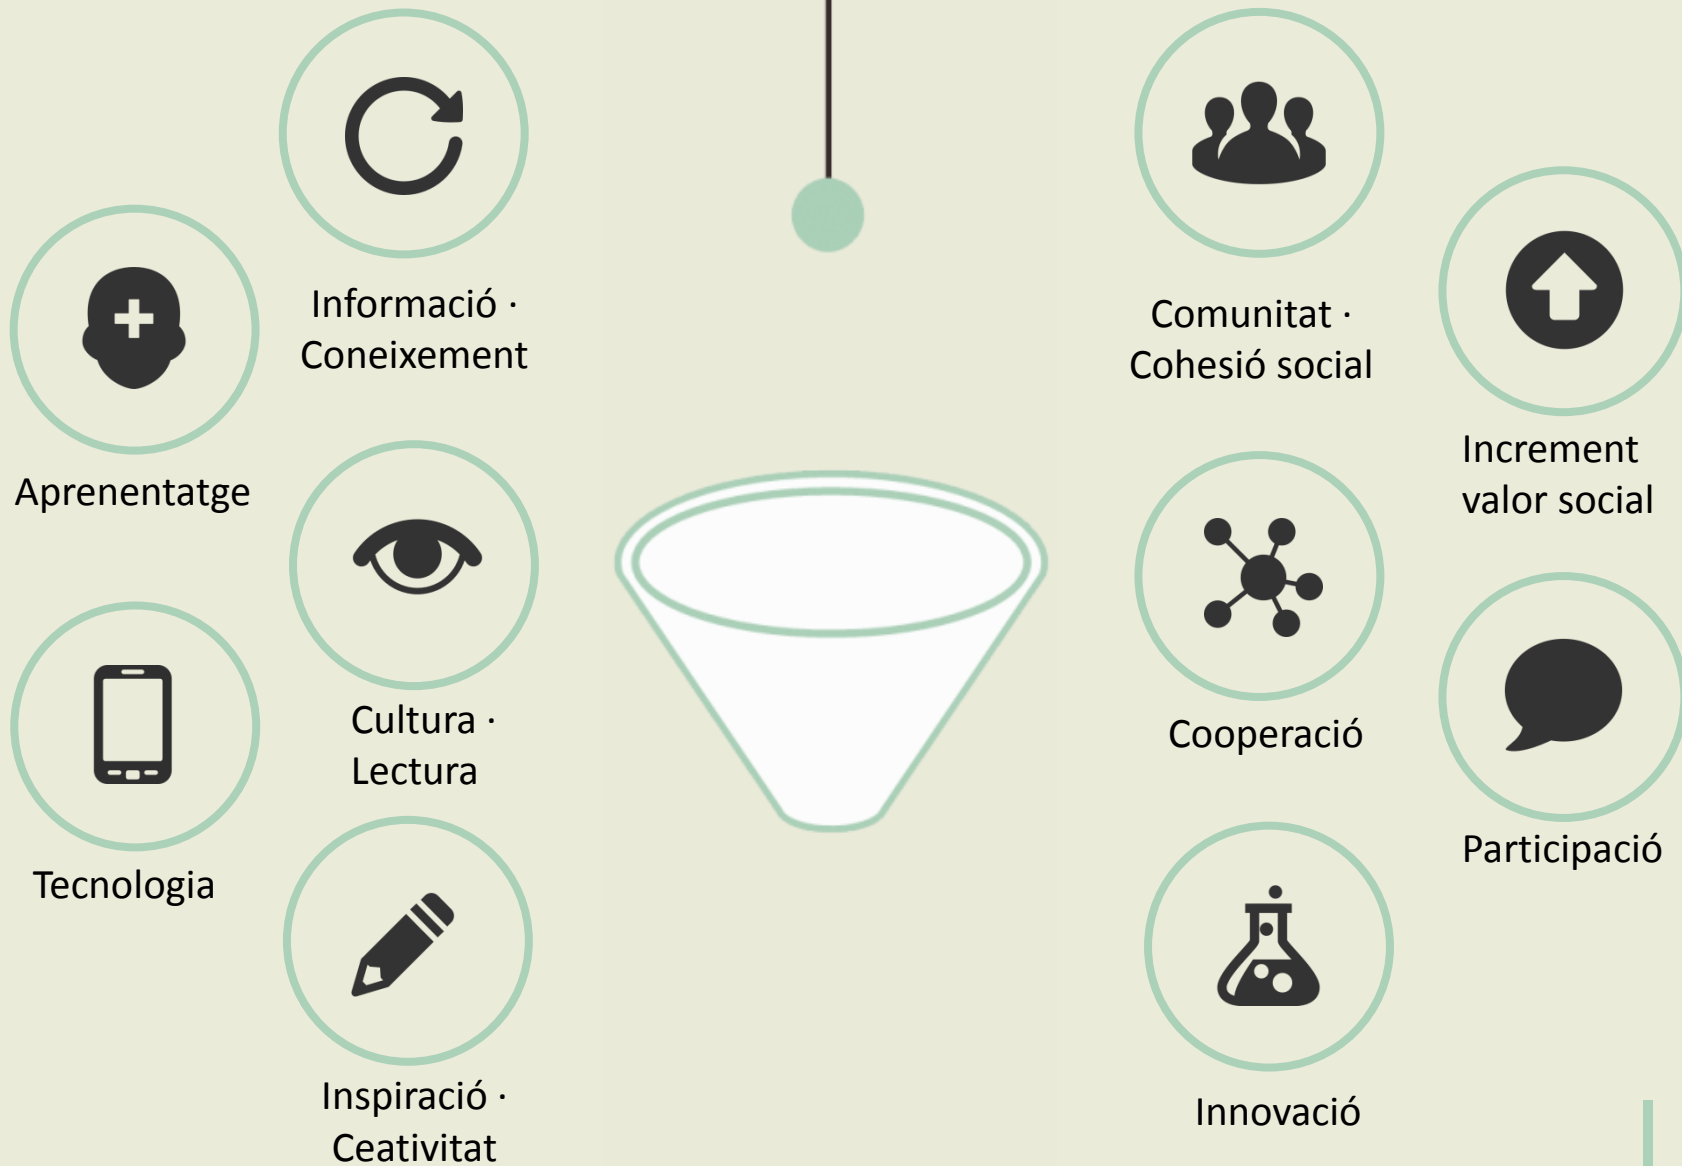 Informació ·
Coneixement
Aprenentatge
Cultura ·
Lectura
Tecnologia
Inspiració ·
Ceativitat
Comunitat ·
Cohesió social
Increment
valor social
Cooperació
Participació
Innovació